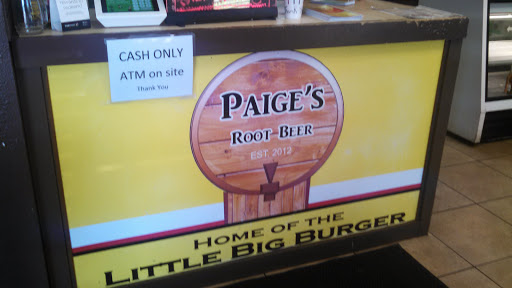 CASH ONLY
ATM on site
Thank You
PAIGE'S
ROOT BEER
EST. 2012
HOME OF THE
LITTLE BIG BURGER